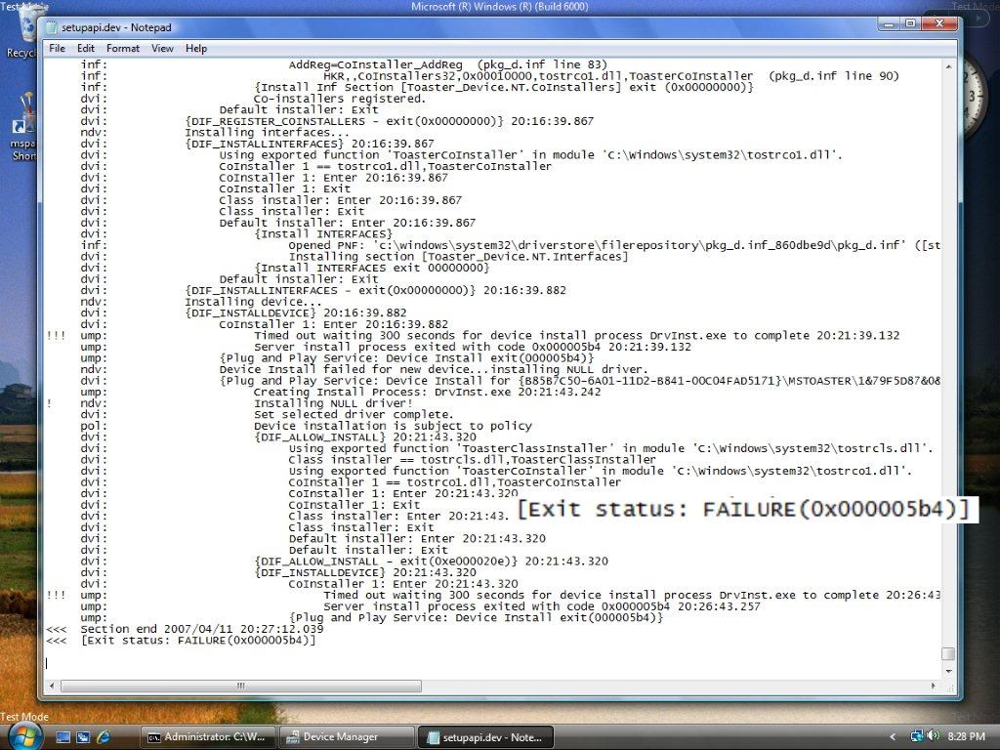 Test Mode
Microsoft (R) Windows (R) (Build 6000)
Test Mode
setupapi.dev - Notepad
File Edit Format View Help
inf: AddReg=CoInstaller_AddReg (pkg_d.inf line 83)
inf: HKR,,CoInstallers32,0x00010000,tostrco1.dll,ToasterCoInstaller (pkg_d.inf line 90)
inf: {Install Inf Section [Toaster_Device.NT.CoInstallers] exit (0x00000000)}
dvi: Co-installers registered.
dvi: Default installer: Exit
dvi: {DIF_REGISTER_COINSTALLERS - exit(0x00000000)} 20:16:39.867
ndv: Installing interfaces...
dvi: {DIF_INSTALLINTERFACES} 20:16:39.867
dvi: Using exported function 'ToasterCoInstaller' in module 'C:\Windows\system32\tostrco1.dll'.
dvi: CoInstaller 1 == tostrco1.dll,ToasterCoInstaller
dvi: CoInstaller 1: Enter 20:16:39.867
dvi: CoInstaller 1: Exit
dvi: Class installer: Enter 20:16:39.867
dvi: Class installer: Exit
dvi: Default installer: Enter 20:16:39.867
dvi: {Install INTERFACES}
inf: Opened PNF: 'c:\windows\system32\driverstore\filerepository\pkg_d.inf_860dbe9d\pkg_d.inf' ([st
dvi: Installing section [Toaster_Device.NT.Interfaces]
dvi: {Install INTERFACES exit 00000000}
dvi: Default installer: Exit
dvi: {DIF_INSTALLINTERFACES - exit(0x00000000)} 20:16:39.882
ndv: Installing device...
dvi: {DIF_INSTALLDEVICE} 20:16:39.882
dvi: CoInstaller 1: Enter 20:16:39.882
!!! ump: Timed out waiting 300 seconds for device install process DrvInst.exe to complete 20:21:39.132
ump: Server install process exited with code 0x000005b4 20:21:39.132
ump: {Plug and Play Service: Device Install exit(000005b4)}
ndv: Device Install failed for new device...installing NULL driver.
dvi: {Plug and Play Service: Device Install for {B85B7C50-6A01-11D2-B841-00C04FAD5171}\MSTOASTER\1&79F5D87&0&
ump: Creating Install Process: DrvInst.exe 20:21:43.242
! ndv: Installing NULL driver!
dvi: Set selected driver complete.
pol: Device installation is subject to policy
dvi: {DIF_ALLOW_INSTALL} 20:21:43.320
dvi: Using exported function 'ToasterClassInstaller' in module 'C:\Windows\system32\tostrcls.dll'.
dvi: Class installer == tostrcls.dll,ToasterClassInstaller
dvi: Using exported function 'ToasterCoInstaller' in module 'C:\Windows\system32\tostrco1.dll'.
dvi: CoInstaller 1 == tostrco1.dll,ToasterCoInstaller
dvi: CoInstaller 1: Enter 20:21:43.320
dvi: CoInstaller 1: Exit
dvi: Class installer: Enter 20:21:43.
[Exit status: FAILURE(0x000005b4)]
dvi: Class installer: Exit
dvi: Default installer: Enter 20:21:43.320
dvi: Default installer: Exit
dvi: {DIF_ALLOW_INSTALL - exit(0xe000020e)} 20:21:43.320
dvi: {DIF_INSTALLDEVICE} 20:21:43.320
dvi: CoInstaller 1: Enter 20:21:43.320
!!! ump: Timed out waiting 300 seconds for device install process DrvInst.exe to complete 20:26:43
ump: Server install process exited with code 0x000005b4 20:26:43.257
ump: {Plug and Play Service: Device Install exit(000005b4)}
<<< Section end 2007/04/11 20:27:12.039
<<< [Exit status: FAILURE(0x000005b4)]
Recyc
mspa
Short
Test Mode
Administrator: C:\W...
Device Manager
setupapi.dev - Note...
8:28 PM